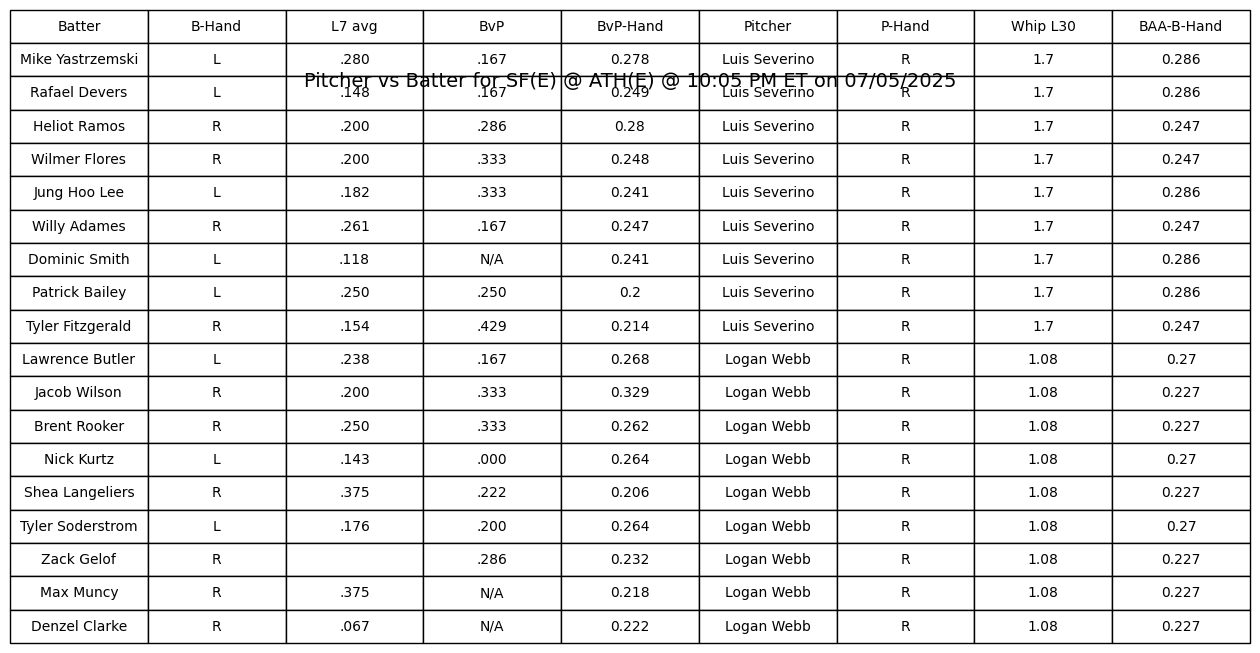 Batter B-Hand L7 avg BvP BvP-Hand Pitcher P-Hand Whip L30 BAA-B-Hand
Mike Yastrzemski L .280 .167 0.278 Luis Severino R 1.7 0.286
Pitcher vs Batter for SF(E) @ ATH(E) @ 10:05 PM ET on 07/05/2025
Rafael Devers L .148 .167 0.249 Luis Severino R 1.7 0.286
Heliot Ramos R .200 .286 0.28 Luis Severino R 1.7 0.247
Wilmer Flores R .200 .333 0.248 Luis Severino R 1.7 0.247
Jung Hoo Lee L .182 .333 0.241 Luis Severino R 1.7 0.286
Willy Adames R .261 .167 0.247 Luis Severino R 1.7 0.247
Dominic Smith L .118 N/A 0.241 Luis Severino R 1.7 0.286
Patrick Bailey L .250 .250 0.2 Luis Severino R 1.7 0.286
Tyler Fitzgerald R .154 .429 0.214 Luis Severino R 1.7 0.247
Lawrence Butler L .238 .167 0.268 Logan Webb R 1.08 0.27
Jacob Wilson R .200 .333 0.329 Logan Webb R 1.08 0.227
Brent Rooker R .250 .333 0.262 Logan Webb R 1.08 0.227
Nick Kurtz L .143 .000 0.264 Logan Webb R 1.08 0.27
Shea Langeliers R .375 .222 0.206 Logan Webb R 1.08 0.227
Tyler Soderstrom L .176 .200 0.264 Logan Webb R 1.08 0.27
Zack Gelof R .286 0.232 Logan Webb R 1.08 0.227
Max Muncy R .375 N/A 0.218 Logan Webb R 1.08 0.227
Denzel Clarke R .067 N/A 0.222 Logan Webb R 1.08 0.227